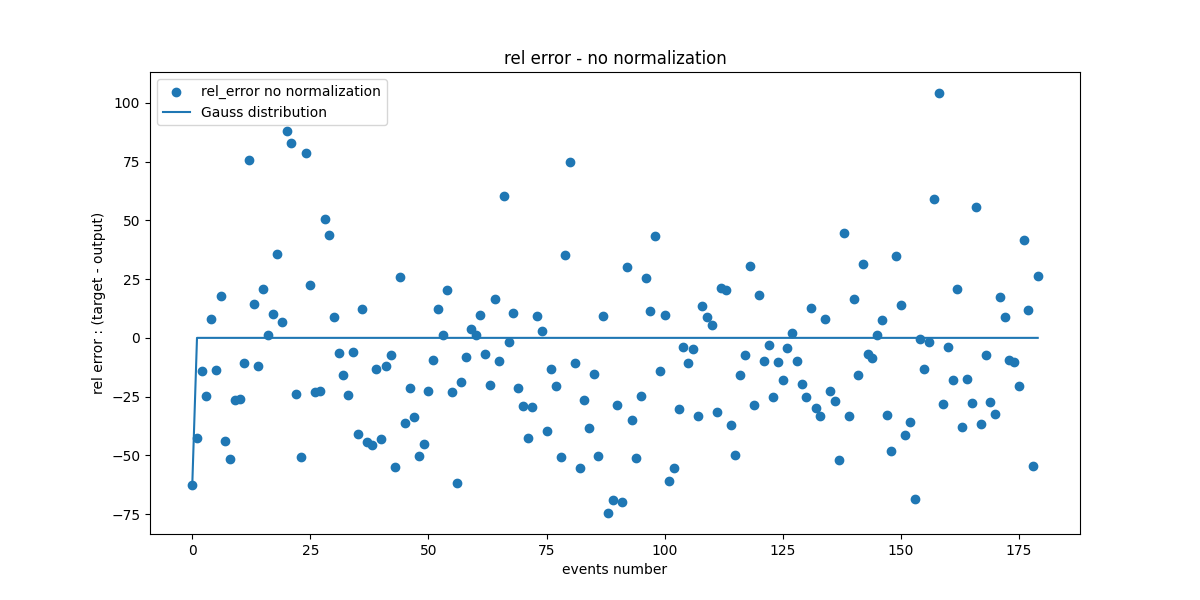 rel error - no normalization
rel_error no normalization
Gauss distribution
100
75
50
25
0
−25
−50
−75
rel error : (target - output)
0 25 50 75 100 125 150 175
events number